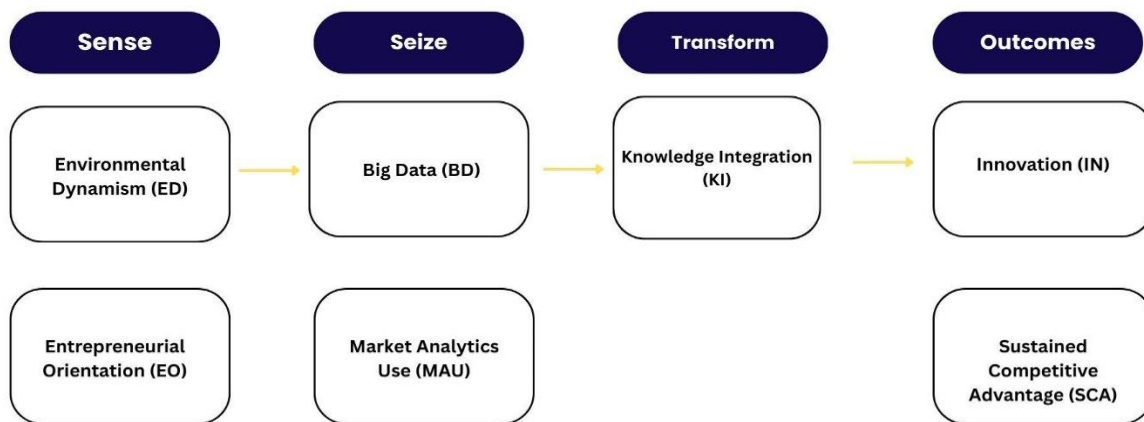 Sense
Seize
Transform
Outcomes
Environmental
Dynamism (ED)
Big Data (BD)
Knowledge Integration
(KI)
Innovation (IN)
Entrepreneurial
Orientation (EO)
Market Analytics
Use (MAU)
Sustained
Competitive
Advantage (SCA)